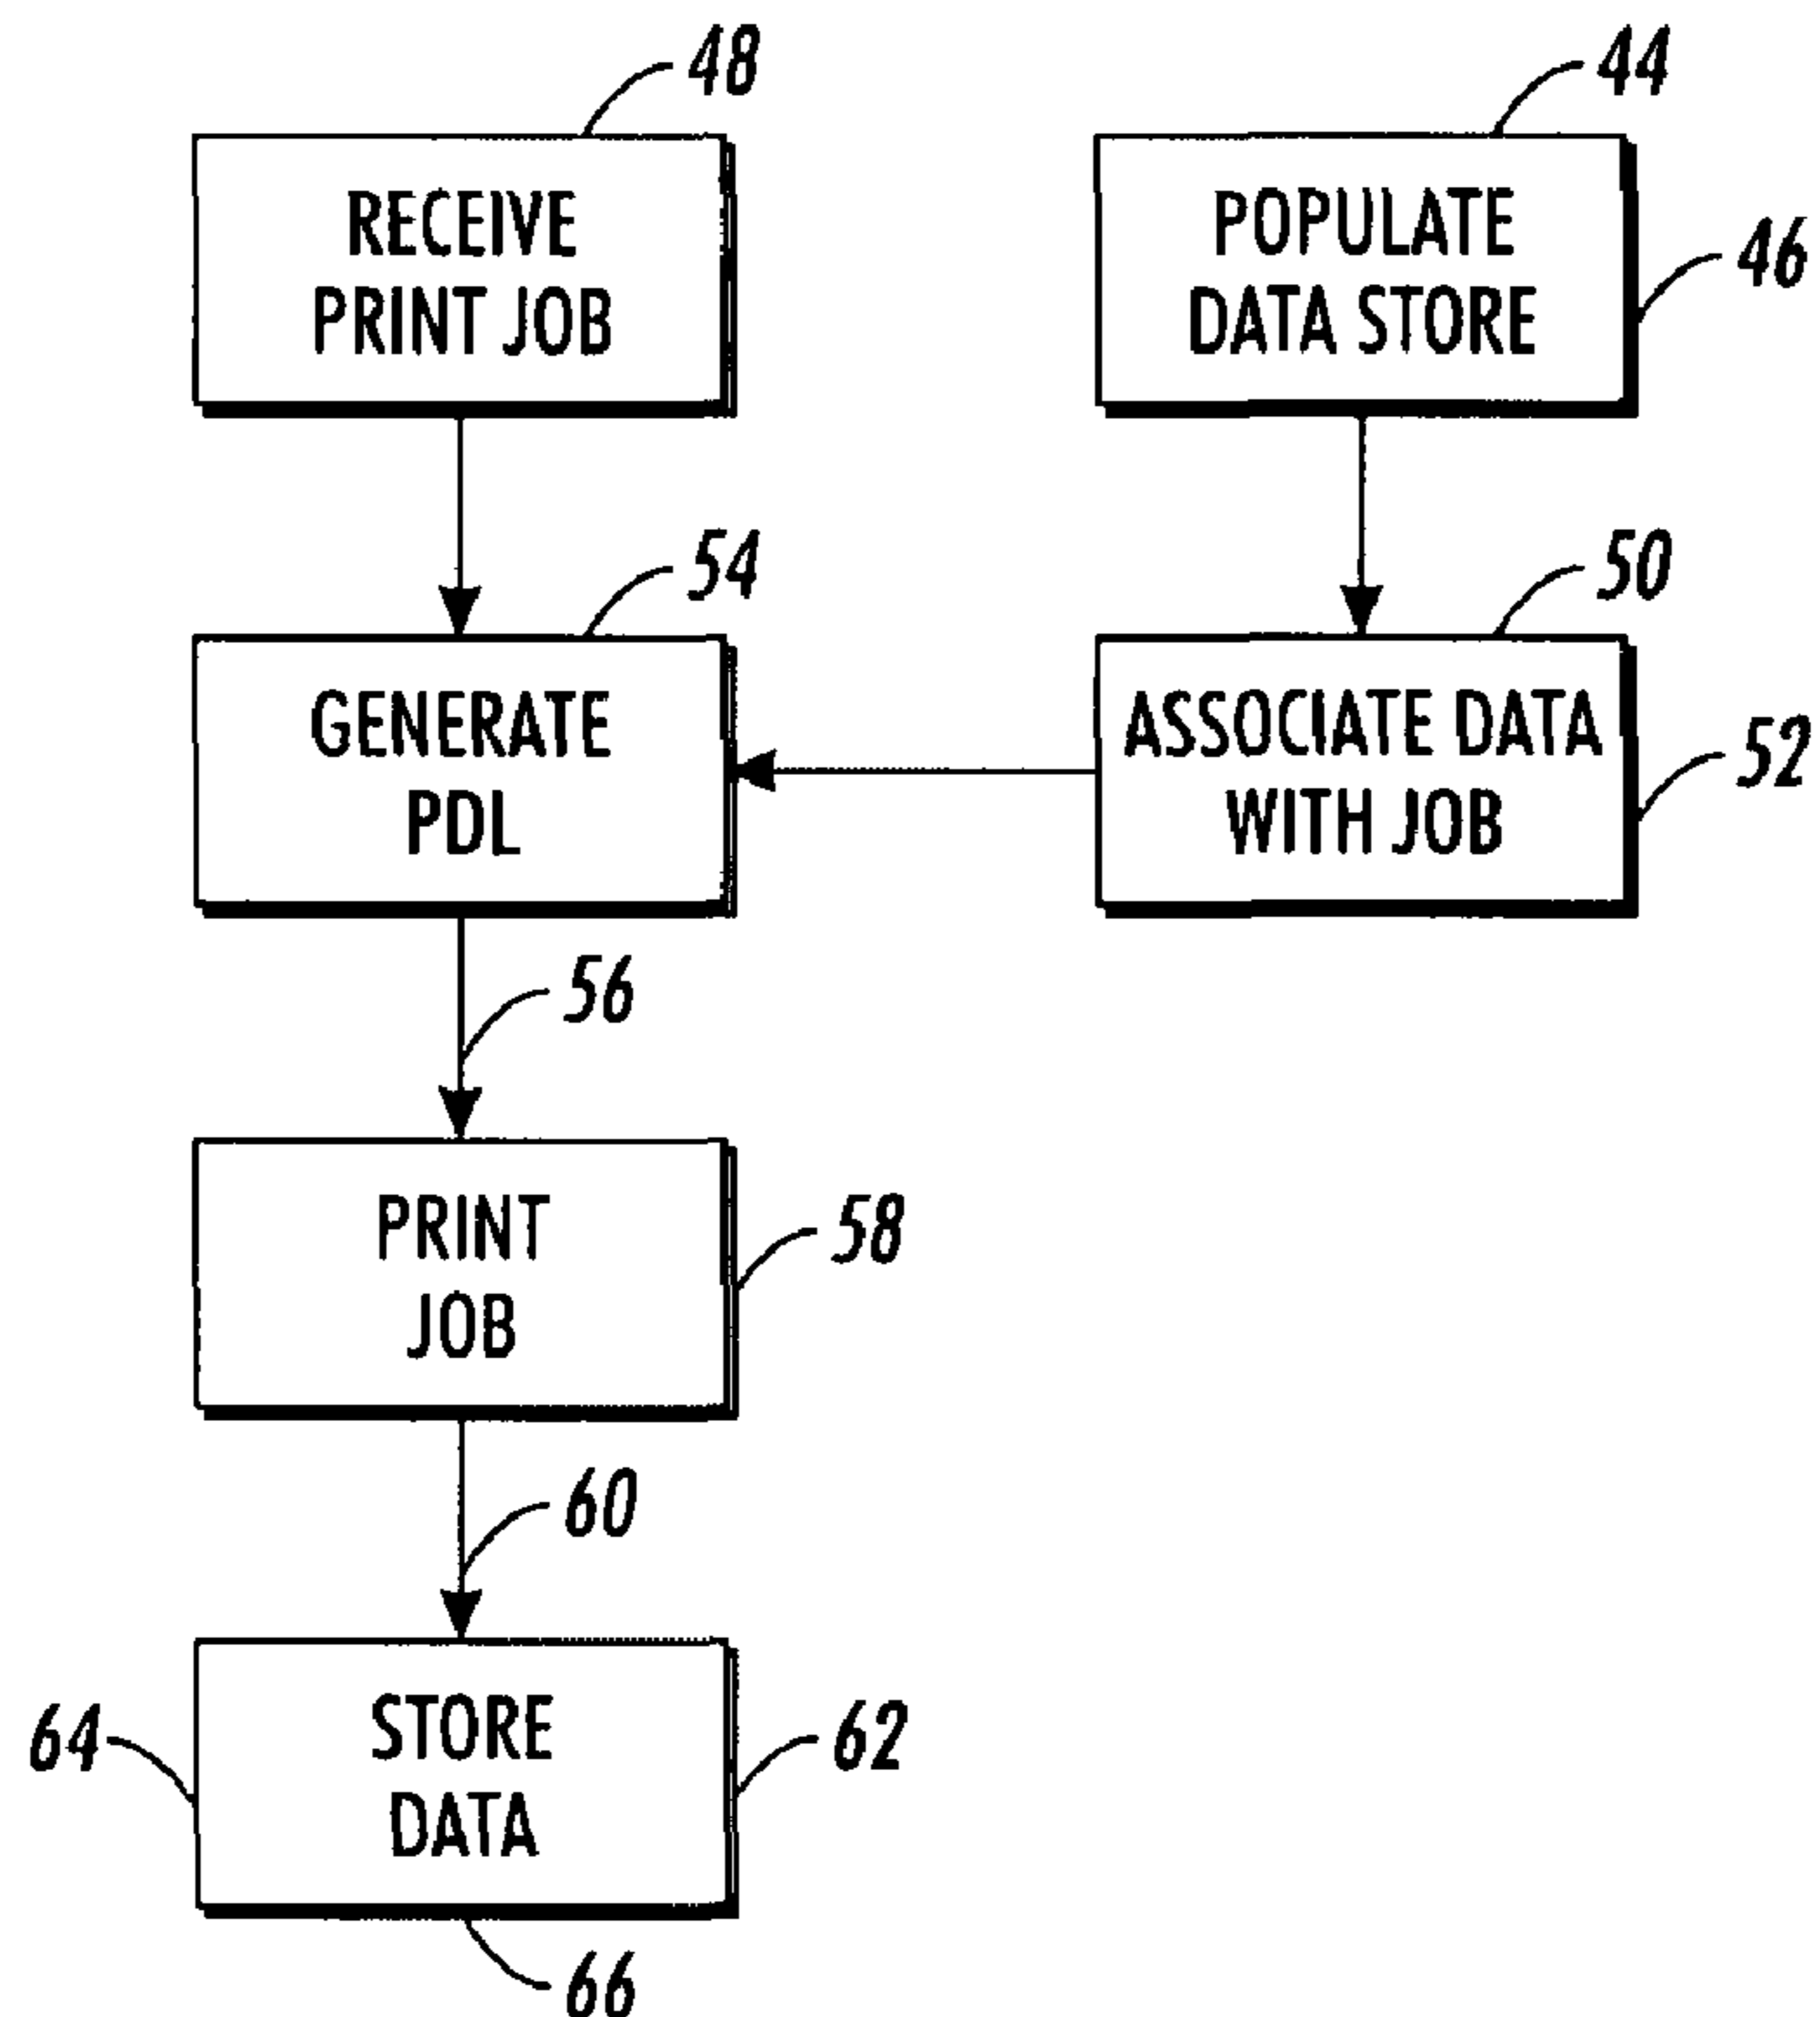 48
44
RECEIVE
PRINT JOB
POPULATE
DATA STORE
46
54
50
GENERATE
PDL
ASSOCIATE DATA
WITH JOB
52
56
PRINT
JOB
58
60
STORE
DATA
64
62
66